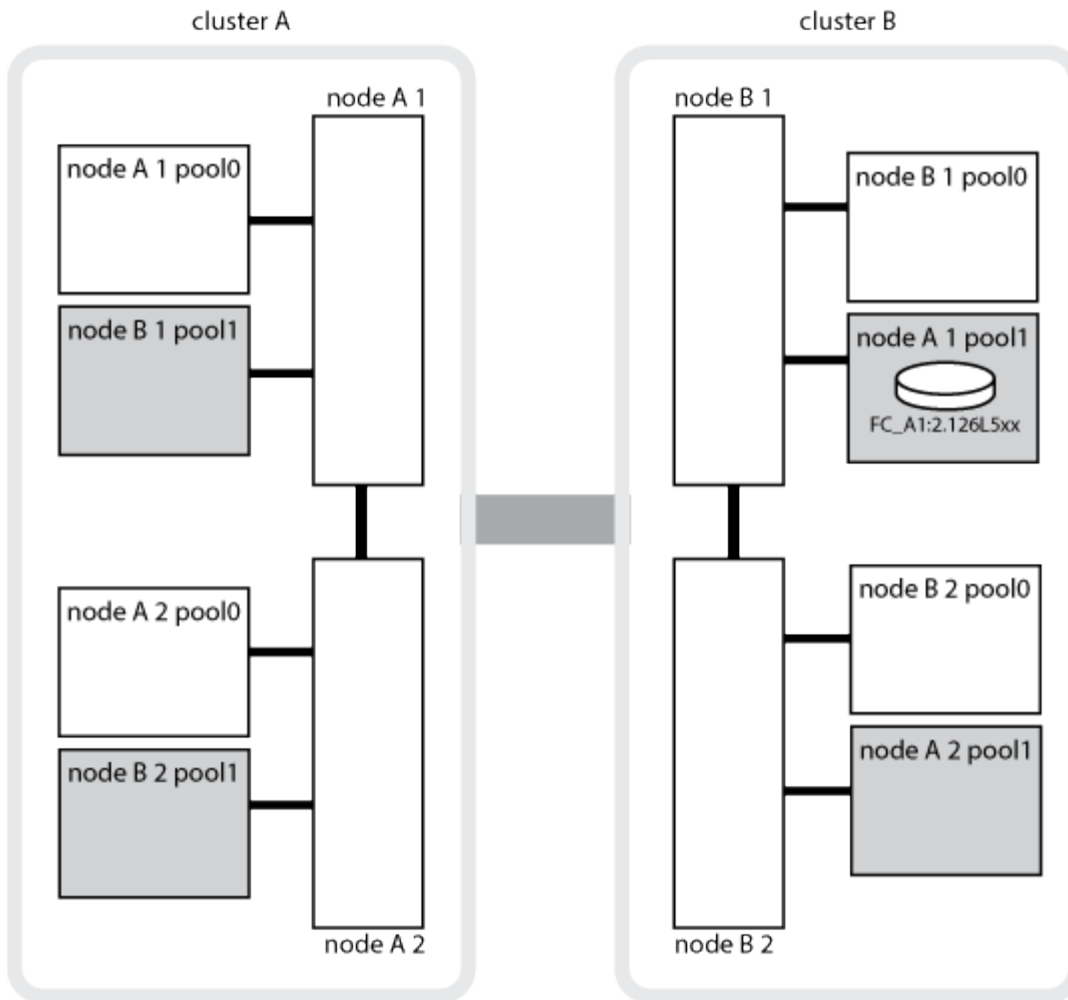 cluster A
cluster B
node A 1
node B 1
node A 1 pool0
node B 1 pool0
node B 1 pool1
node A 1 pool1
FC_A1:2.126L5xx
node A 2 pool0
node B 2 pool0
node B 2 pool1
node A 2 pool1
node A 2
node B 2